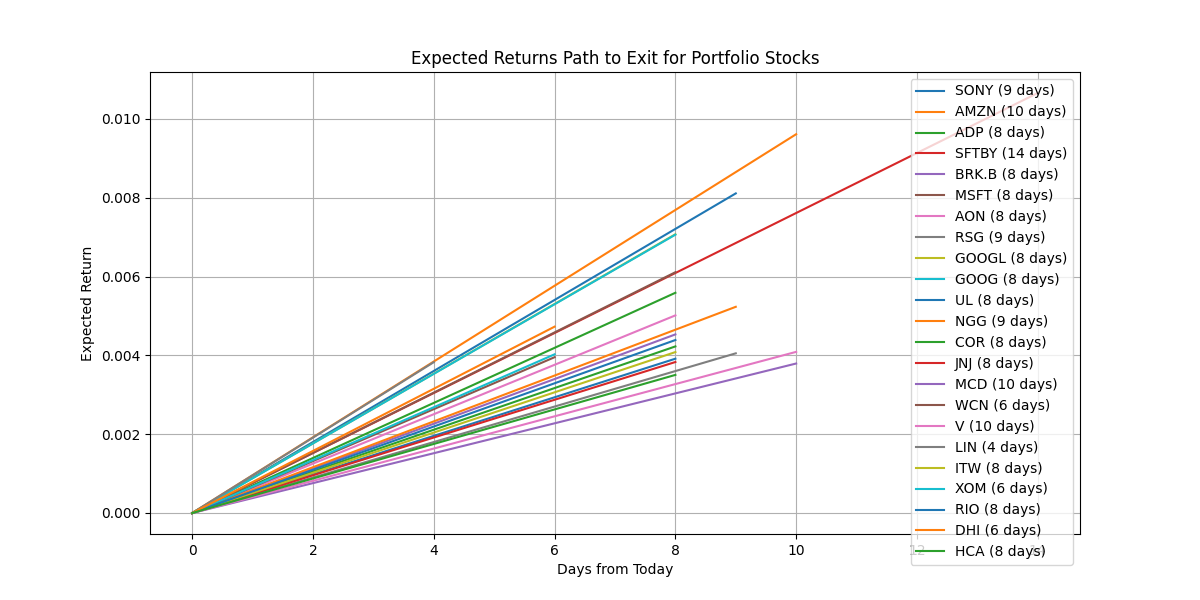 Expected Returns Path to Exit for Portfolio Stocks
Expected Return
0.010
0.008
0.006
0.004
0.002
0.000
0
2
4
6
8
10
12
Days from Today
SONY (9 days)
AMZN (10 days)
ADP (8 days)
SFTBY (14 days)
BRK.B (8 days)
MSFT (8 days)
AON (8 days)
RSG (9 days)
GOOGL (8 days)
GOOG (8 days)
UL (8 days)
NGG (9 days)
COR (8 days)
JNJ (8 days)
MCD (10 days)
WCN (6 days)
V (10 days)
LIN (4 days)
ITW (8 days)
XOM (6 days)
RIO (8 days)
DHI (6 days)
HCA (8 days)